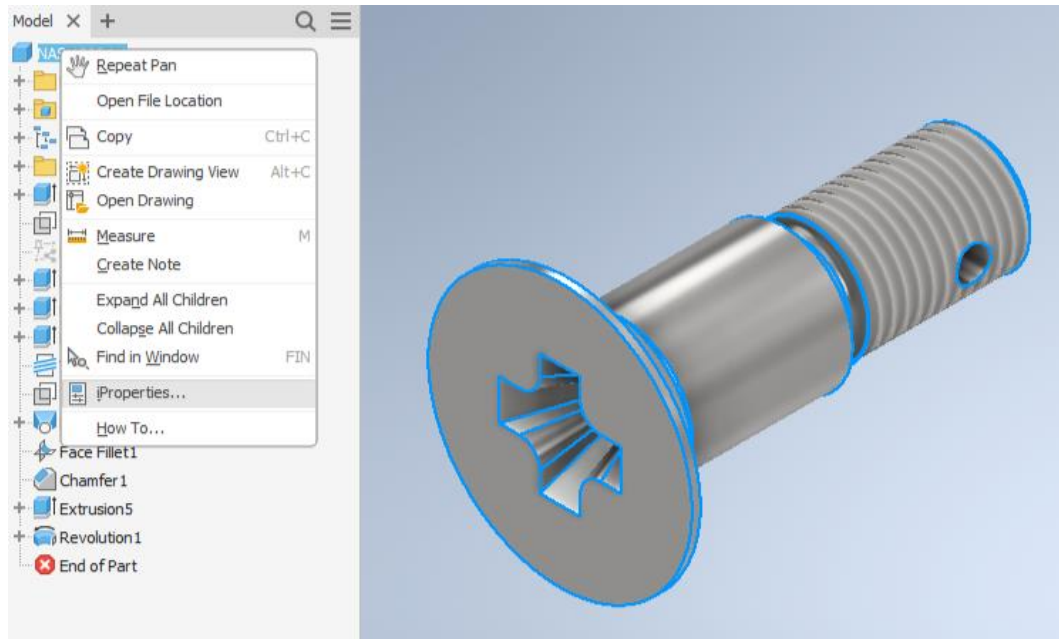 Model
Repeat Pan
Open File Location
Copy Ctrl+C
Create Drawing View Alt+C
Open Drawing
Measure M
Create Note
Expand All Children
Collapse All Children
Find in Window FIN
iProperties...
How To...
Face Fillet1
Chamfer1
Extrusion5
Revolution1
End of Part